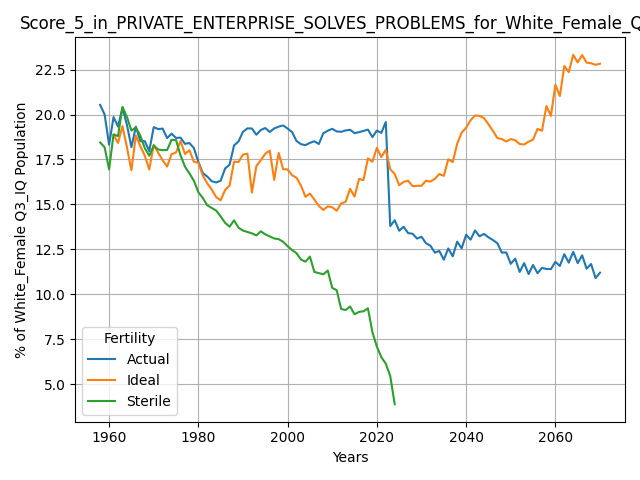 Score_5_in_PRIVATE_ENTERPRISE_SOLVES_PROBLEMS_for_White_Female_Q
% of White_Female Q3_IQ Population
22.5
20.0
17.5
15.0
12.5
10.0
7.5
5.0
Fertility
Actual
Ideal
Sterile
1960 1980 2000 2020 2040 2060
Years